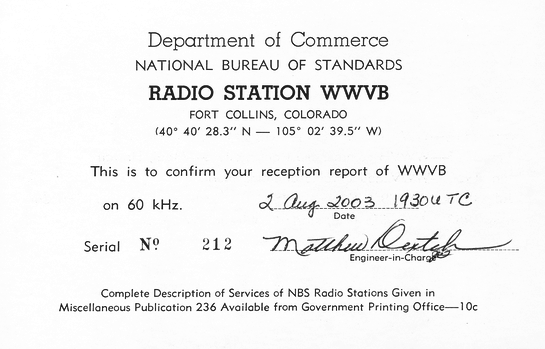 Department of Commerce
NATIONAL BUREAU OF STANDARDS
RADIO STATION WWVB
FORT COLLINS, COLORADO
(40° 40' 28.3" N — 105° 02' 39.5" W)
This is to confirm your reception report of WWVB
on 60 kHz. 2 Aug 2003 1930 UTC
Date
Serial Nº 212 Matthew
Engineer-in-Charge
Complete Description of Services of NBS Radio Stations Given in
Miscellaneous Publication 236 Available from Government Printing Office—10c